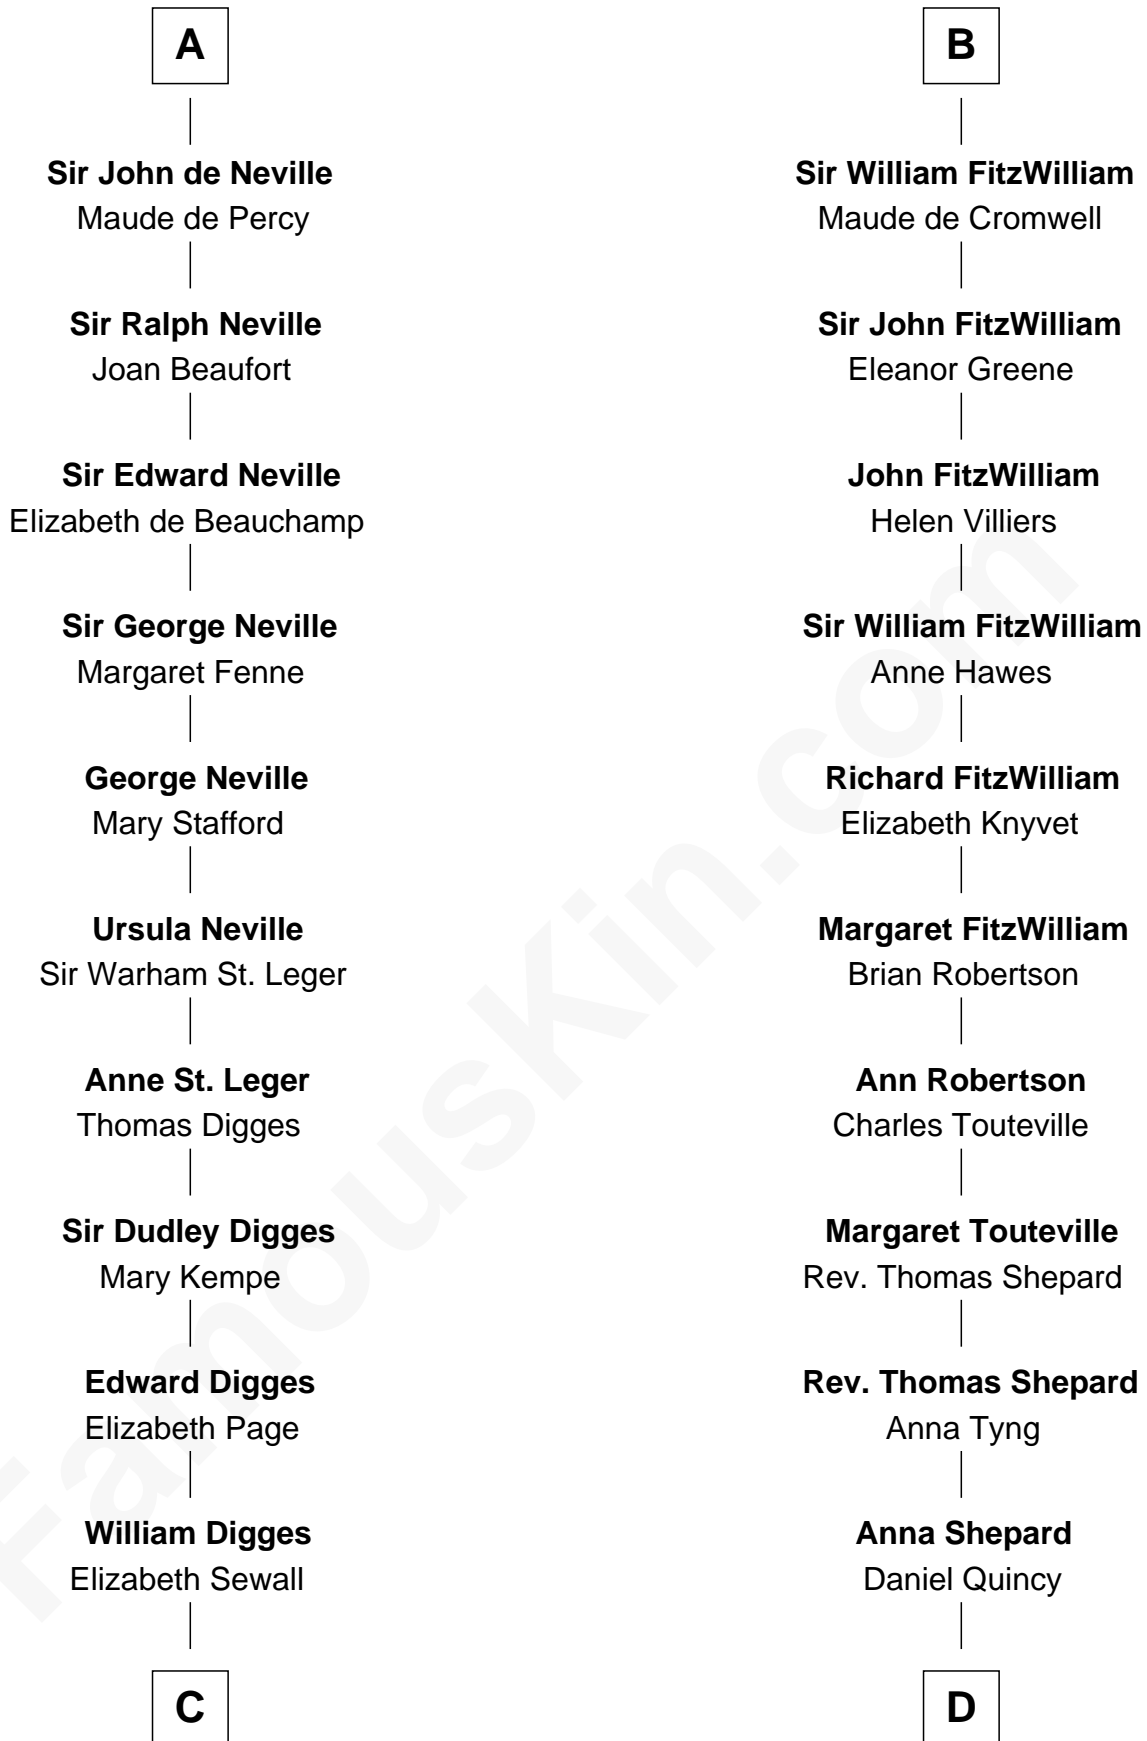 A
Sir John de Neville
Maude de Percy
Sir Ralph Neville
Joan Beaufort
Sir Edward Neville
Elizabeth de Beauchamp
Sir George Neville
Margaret Fenne
George Neville
Mary Stafford
Ursula Neville
Sir Warham St. Leger
Anne St. Leger
Thomas Digges
Sir Dudley Digges
Mary Kempe
Edward Digges
Elizabeth Page
William Digges
Elizabeth Sewall
C
B
Sir William FitzWilliam
Maude de Cromwell
Sir John FitzWilliam
Eleanor Greene
John FitzWilliam
Helen Villiers
Sir William FitzWilliam
Anne Hawes
Richard FitzWilliam
Elizabeth Knyvet
Margaret FitzWilliam
Brian Robertson
Ann Robertson
Charles Touteville
Margaret Touteville
Rev. Thomas Shepard
Rev. Thomas Shepard
Anna Tyng
Anna Shepard
Daniel Quincy
D
FamousKin.com